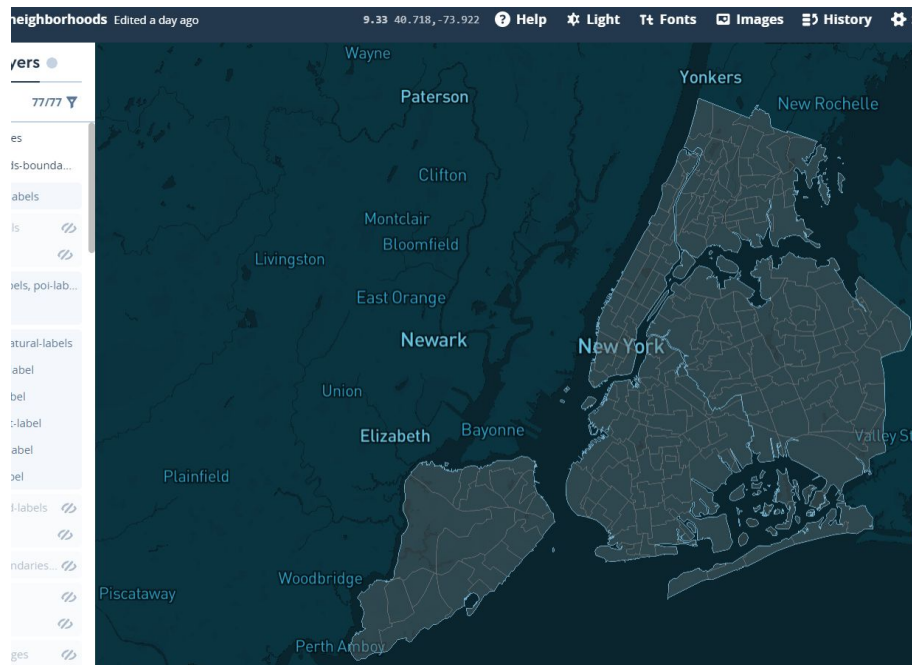 neighborhoods Edited a day ago 9.33 40.718,-73.922 ? Help Light Tt Fonts Images History
yers
77/77
es
ds-bounda...
abels
ls
els, poi-lab...
atural-labels
abel
bel
t-label
abel
bel
d-labels
ndaries...
ges
Wayne
Yonkers
Paterson
New Rochelle
Clifton
Montclair
Bloomfield
Livingston
East Orange
Newark
New York
Union
Elizabeth
Bayonne
Valley St
Plainfield
Woodbridge
Piscataway
Perth Amboy